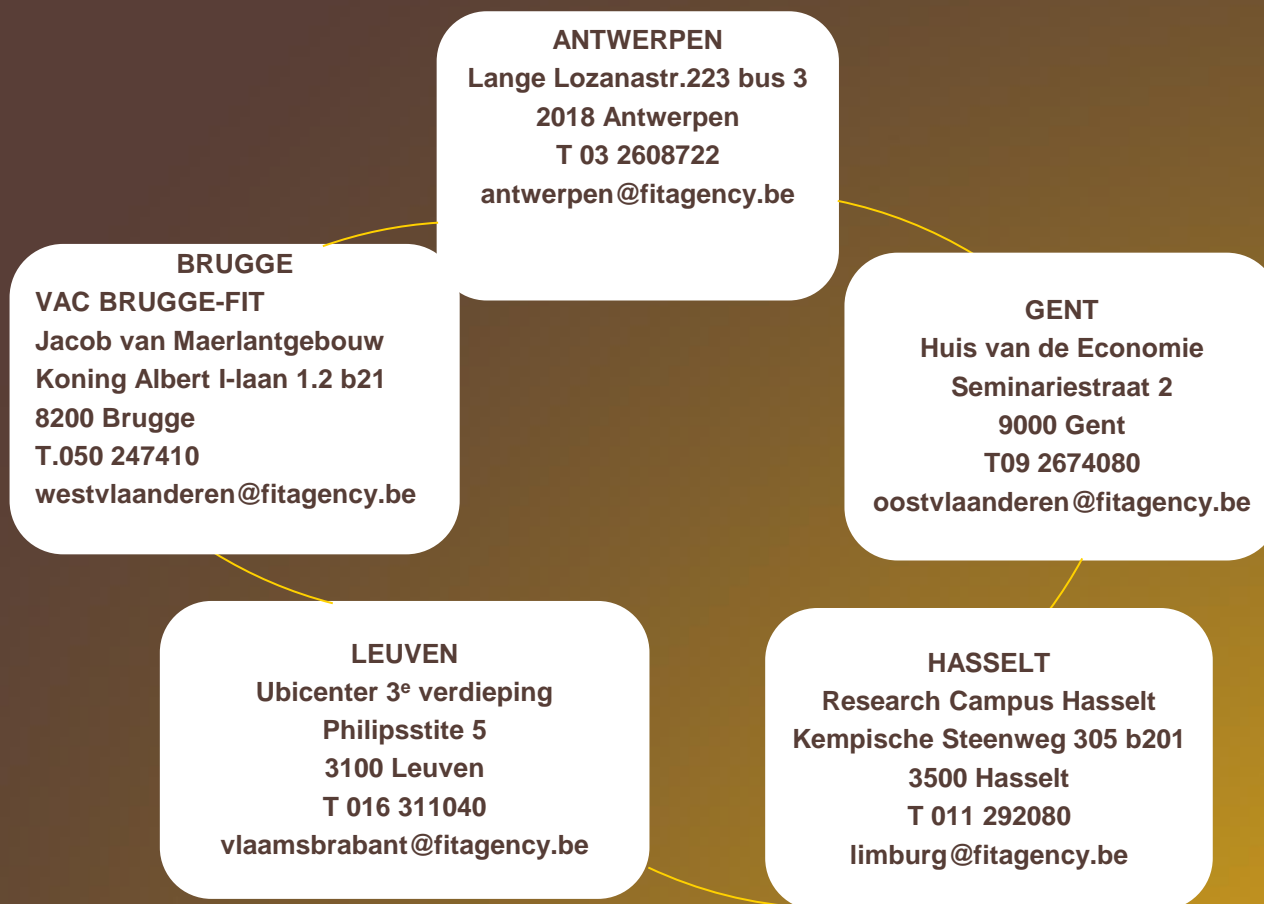 ANTWERPEN
Lange Lozanastr.223 bus 3
2018 Antwerpen
T 03 2608722
antwerpen@fitagency.be
BRUGGE
VAC BRUGGE-FIT
Jacob van Maerlantgebouw
Koning Albert I-laan 1.2 b21
8200 Brugge
T.050 247410
westvlaanderen@fitagency.be
GENT
Huis van de Economie
Seminariestraat 2
9000 Gent
T09 2674080
oostvlaanderen@fitagency.be
LEUVEN
Ubicenter 3e verdieping
Philipsstite 5
3100 Leuven
T 016 311040
vlaamsbrabant@fitagency.be
HASSELT
Research Campus Hasselt
Kempische Steenweg 305 b201
3500 Hasselt
T 011 292080
limburg@fitagency.be